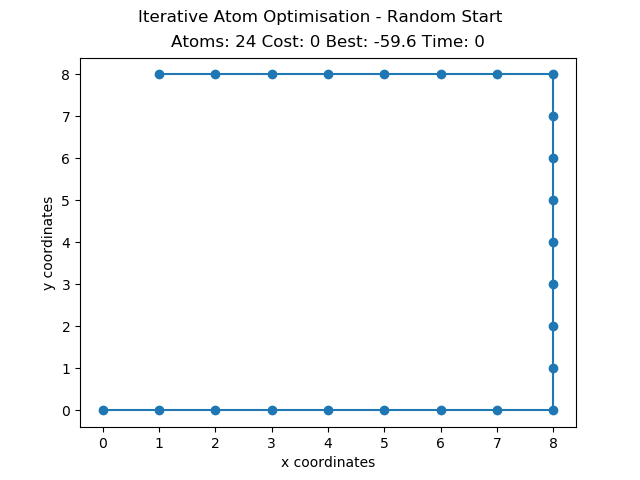 Iterative Atom Optimisation - Random Start
Atoms: 24 Cost: 0 Best: -59.6 Time: 0
8
7
6
5
4
3
2
1
0
y coordinates
0 1 2 3 4 5 6 7 8
x coordinates